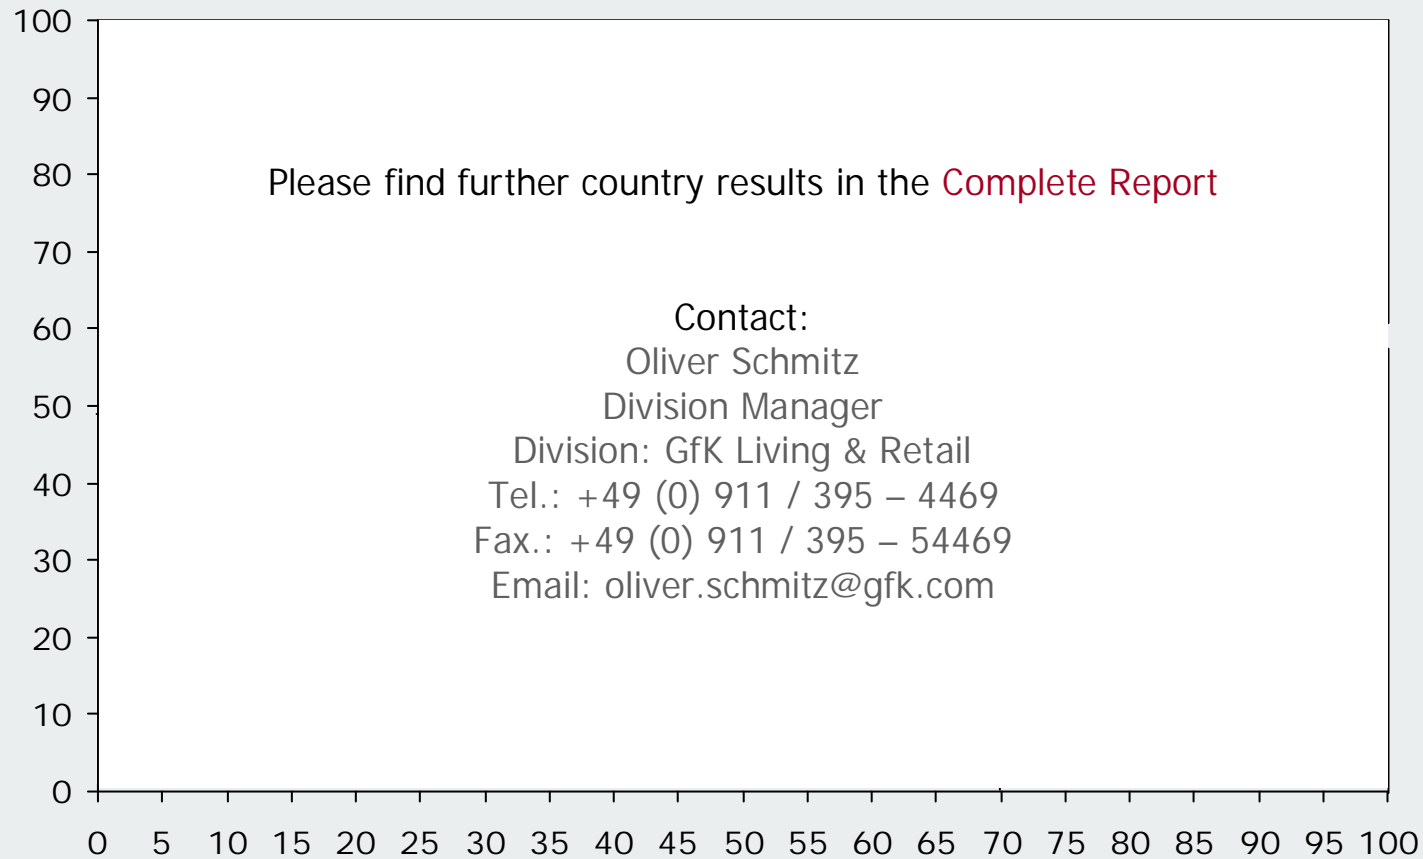 100
90
80
70
60
50
40
30
20
10
0
Please find further country results in the Complete Report
Contact:
Oliver Schmitz
Division Manager
Division: GfK Living & Retail
Tel.: +49 (0) 911 / 395 – 4469
Fax.: +49 (0) 911 / 395 – 54469
Email: oliver.schmitz@gfk.com
0 5 10 15 20 25 30 35 40 45 50 55 60 65 70 75 80 85 90 95 100